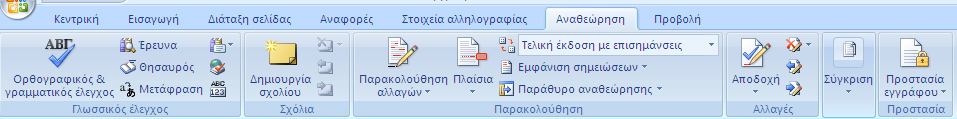 Κεντρική Εισαγωγή Διάταξη σελίδας Αναφορές Στοιχεία αλληλογραφίας Αναθεώρηση Προβολή
ABC
Ορθογραφικός &
γραμματικός έλεγχος
Έρευνα
Θησαυρός
Μετάφραση
ABC
123
Γλωσσικός έλεγχος
Δημιουργία
σχολίου
Σχόλια
Παρακολούθηση
αλλαγών
Πλαίσια
Τελική έκδοση με επισημάνσεις
Εμφάνιση σημειώσεων
Παράθυρο αναθεώρησης
Παρακολούθηση
Αποδοχή
Αλλαγές
Σύγκριση
Προστασία
εγγράφου
Προστασία